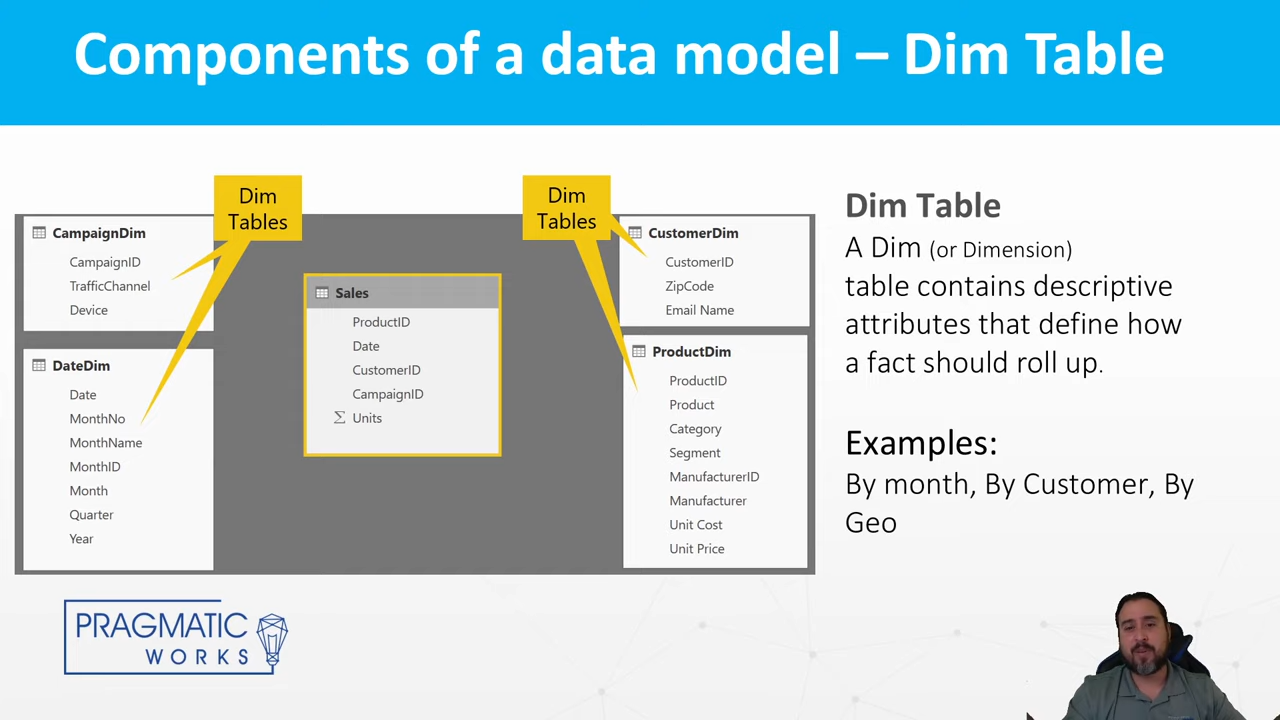 Components of a data model – Dim Table
Dim
Tables
Dim
Tables
CampaignDim
CampaignID
TrafficChannel
Device
DateDim
Date
MonthNo
MonthName
MonthID
Month
Quarter
Year
Sales
ProductID
Date
CustomerID
CampaignID
Σ Units
CustomerDim
CustomerID
ZipCode
Email Name
ProductDim
ProductID
Product
Category
Segment
ManufacturerID
Manufacturer
Unit Cost
Unit Price
Dim Table
A Dim (or Dimension)
table contains descriptive
attributes that define how
a fact should roll up.
Examples:
By month, By Customer, By
Geo
PRAGMATIC
WORKS